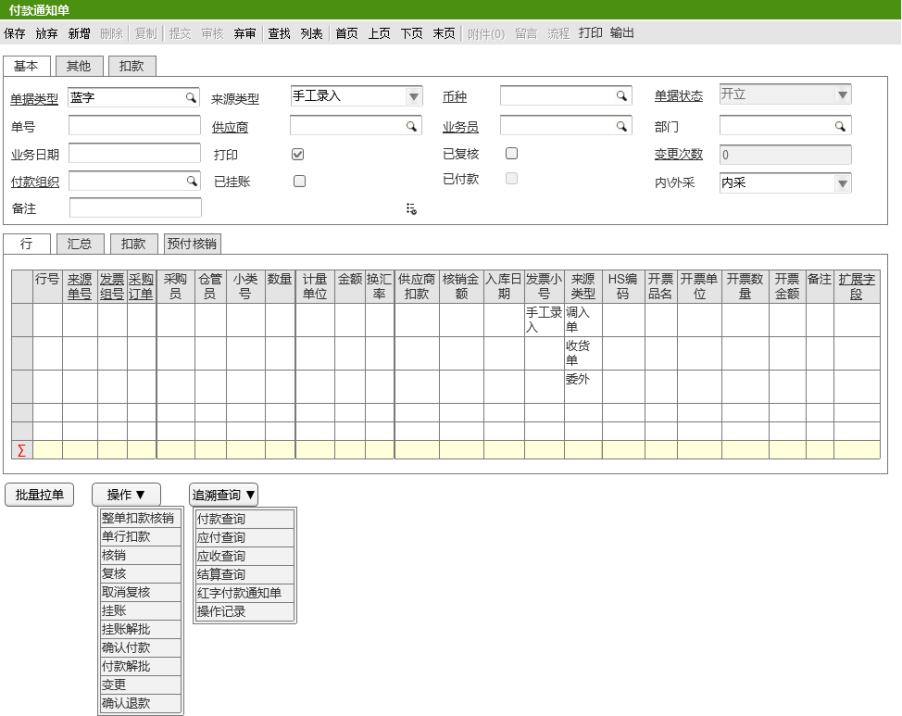 付款通知单
保存 放弃 新增 删除 复制 提交 审核 弃审 查找 列表 首页 上页 下页 末页 附件(0) 留言 流程 打印 输出
基本 其他 扣款
单据类型 蓝字 来源类型 手工录入 币种 单据状态 开立
单号 供应商 业务员 部门
业务日期 打印 已复核 变更次数 0
付款组织 已挂账 已付款 内\外采 内采
备注
行 汇总 扣款 预付核销
行号 来源单号 发票组号 采购订单 采购员 仓管员 小类号 数量 计量单位 金额 换汇率 供应商扣款 核销金额 入库日期 发票小号 来源类型 HS编码 开票品名 开票单位 开票数量 开票金额 备注 扩展字段
手工录入 调入单
收货单
委外
Σ
批量拉单 操作▼ 追溯查询▼
整单扣款核销 付款查询
单行扣款 应付查询
核销 应收查询
复核 结算查询
取消复核 红字付款通知单
挂账 操作记录
挂账解批
确认付款
付款解批
变更
确认退款